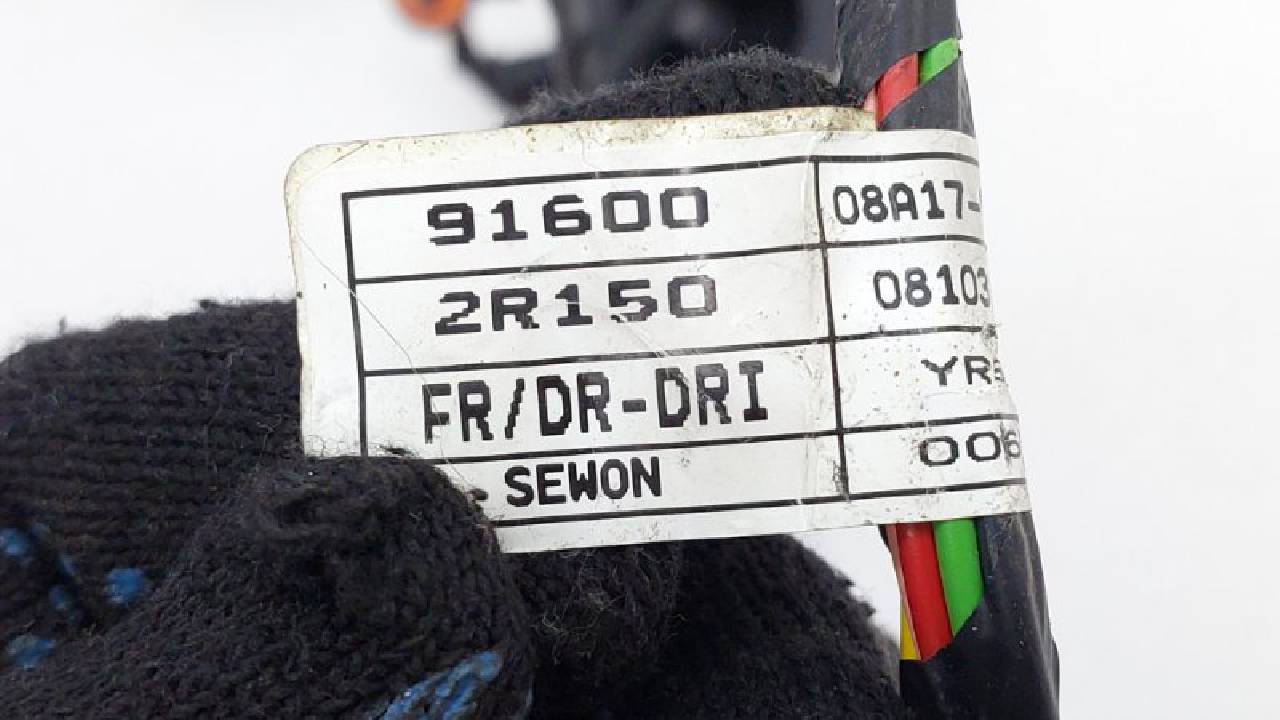 91600 08A17-
2R150 08103
FR/DR-DRI YR
- SEWON 006